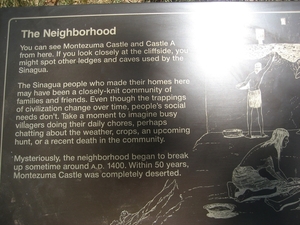 The Neighborhood
You can see Montezuma Castle and Castle A
from here. If you look closely at the cliffside, you
might spot other ledges and caves used by the
Sinagua.
The Sinagua people who made their homes here
may have been a closely-knit community of
families and friends. Even though the trappings
of civilization change over time, people's social
needs don't. Take a moment to imagine busy
villagers doing their daily chores, perhaps
chatting about the weather, crops, an upcoming
hunt, or a recent death in the community.
Mysteriously, the neighborhood began to break
up sometime around A.D. 1400. Within 50 years,
Montezuma Castle was completely deserted.